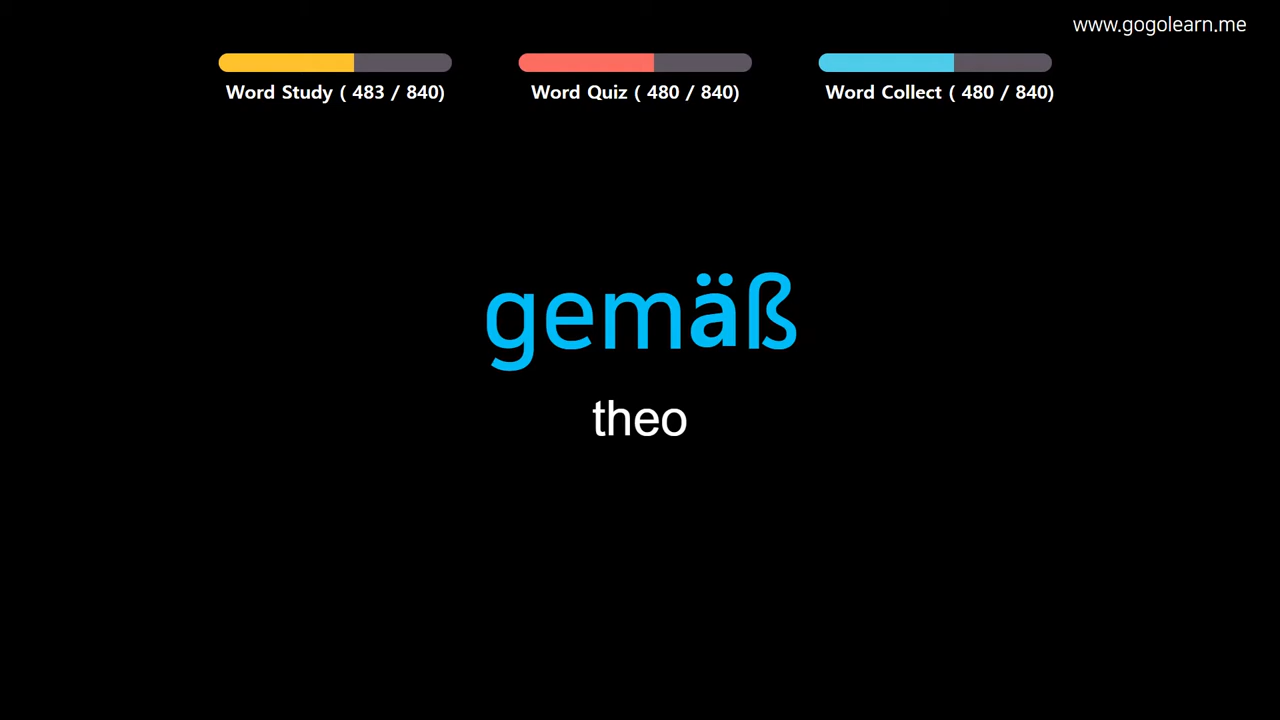 www.gogolearn.me
Word Study ( 483 / 840)
Word Quiz ( 480 / 840)
Word Collect ( 480 / 840)
gemäß
theo